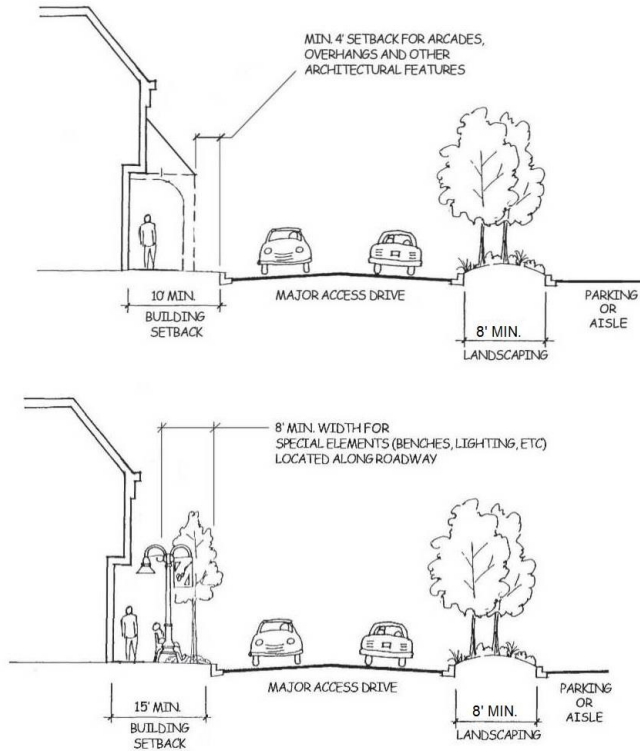 MIN. 4' SETBACK FOR ARCADES,
OVERHANGS AND OTHER
ARCHITECTURAL FEATURES
10' MIN.
BUILDING
SETBACK
MAJOR ACCESS DRIVE
8' MIN.
LANDSCAPING
PARKING
OR
AISLE
8' MIN. WIDTH FOR
SPECIAL ELEMENTS (BENCHES, LIGHTING, ETC)
LOCATED ALONG ROADWAY
15' MIN.
BUILDING
SETBACK
MAJOR ACCESS DRIVE
8' MIN.
LANDSCAPING
PARKING
OR
AISLE